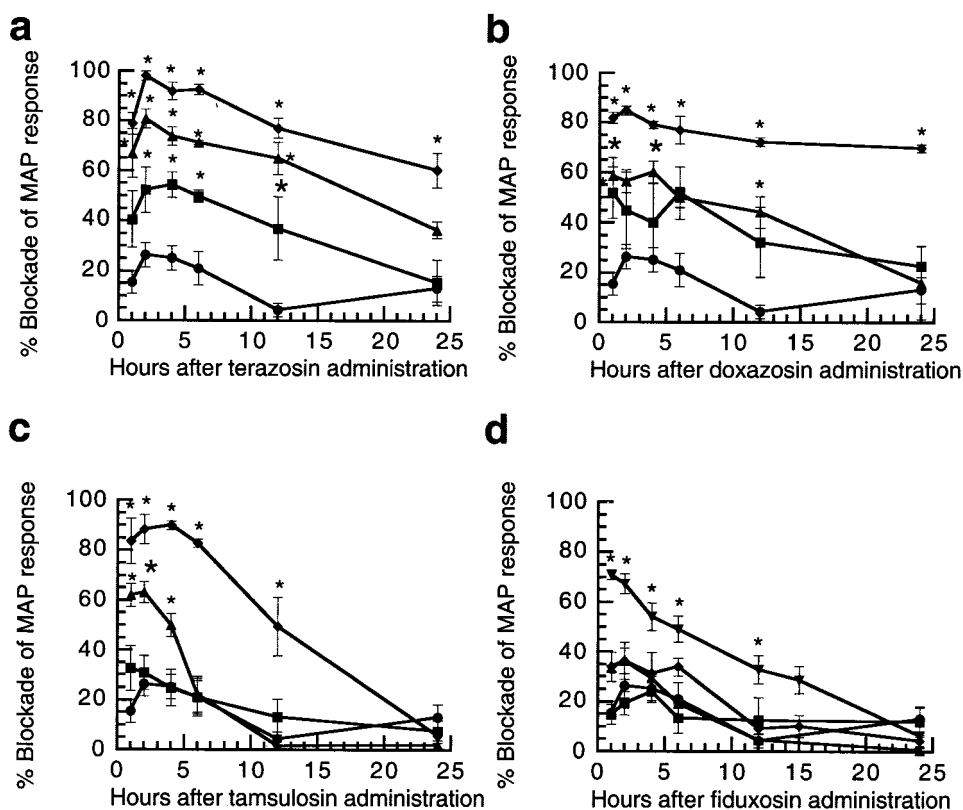 a
% Blockade of MAP response
100
80
60
40
20
0
0 5 10 15 20 25
Hours after terazosin administration
b
% Blockade of MAP response
100
80
60
40
20
0
0 5 10 15 20 25
Hours after doxazosin administration
c
% Blockade of MAP response
100
80
60
40
20
0
0 5 10 15 20 25
Hours after tamsulosin administration
d
% Blockade of MAP response
100
80
60
40
20
0
0 5 10 15 20 25
Hours after fiduxosin administration